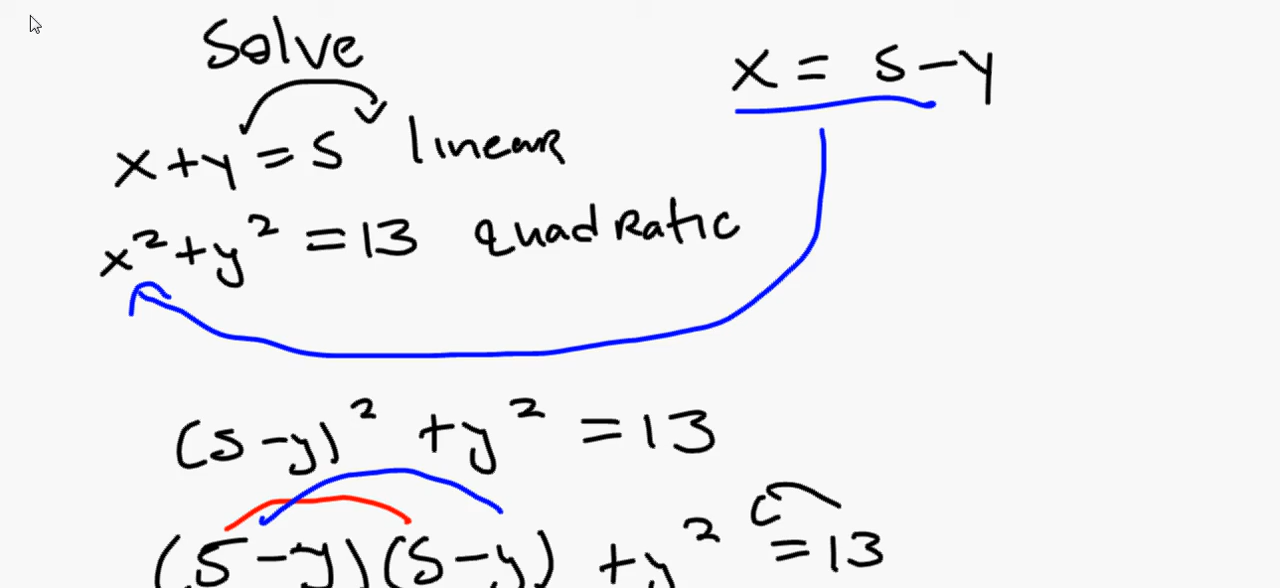 Solve
x = 5-y
x+y = 5 linear
x²+y² = 13 quadratic
(5-y)² + y² = 13
(5-y)(5-y) + y² = 13